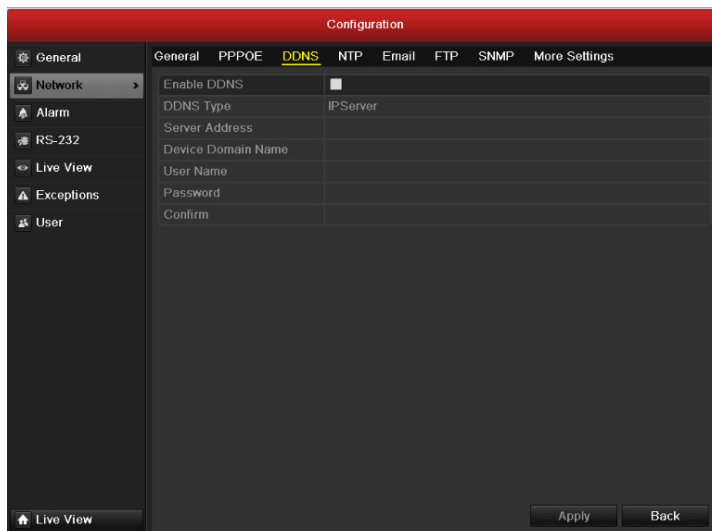 Configuration
General
Network >
Alarm
RS-232
Live View
Exceptions
User
Live View
General PPPOE DDNS NTP Email FTP SNMP More Settings
Enable DDNS
DDNS Type IPServer
Server Address
Device Domain Name
User Name
Password
Confirm
Apply Back